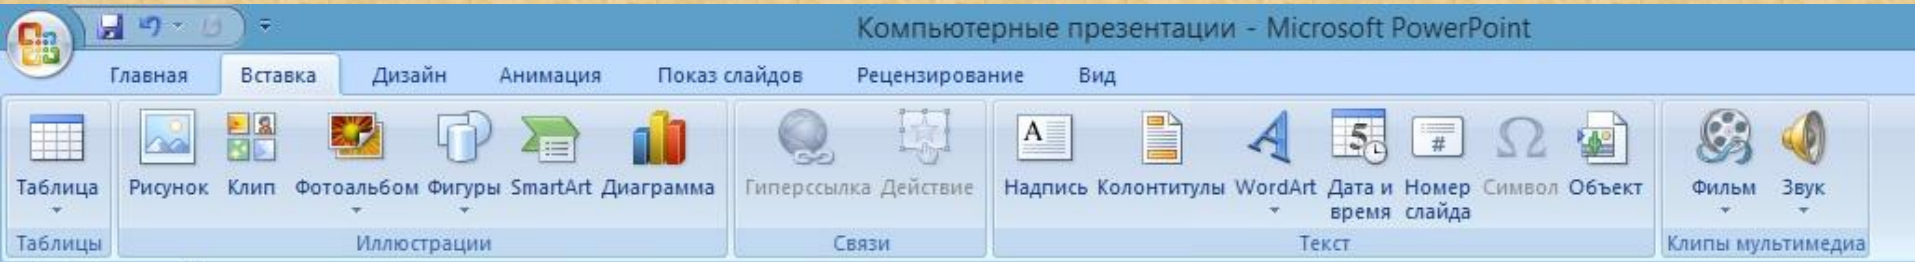 Компьютерные презентации - Microsoft PowerPoint
Главная Вставка Дизайн Анимация Показ слайдов Рецензирование Вид
Таблица Рисунок Клип Фотоальбом Фигуры SmartArt Диаграмма Гиперссылка Действие Надпись Колонтитулы WordArt Дата и время Номер слайда Символ Объект Фильм Звук
Таблицы Иллюстрации Связи Текст Клипы мультимедиа